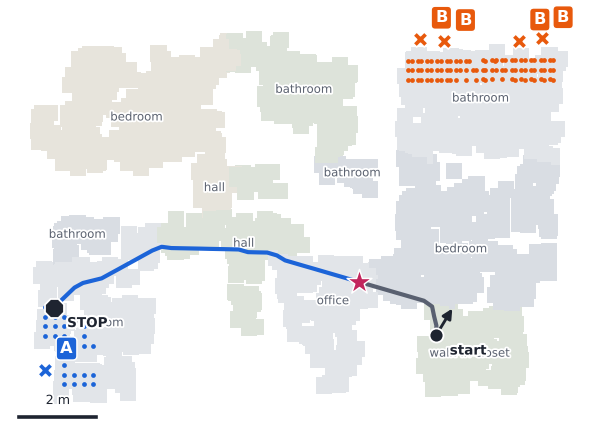 B B B B
bathroom
bathroom
bedroom
bathroom
hall
bathroom
hall
bedroom
office
STOP
start
A
2 m